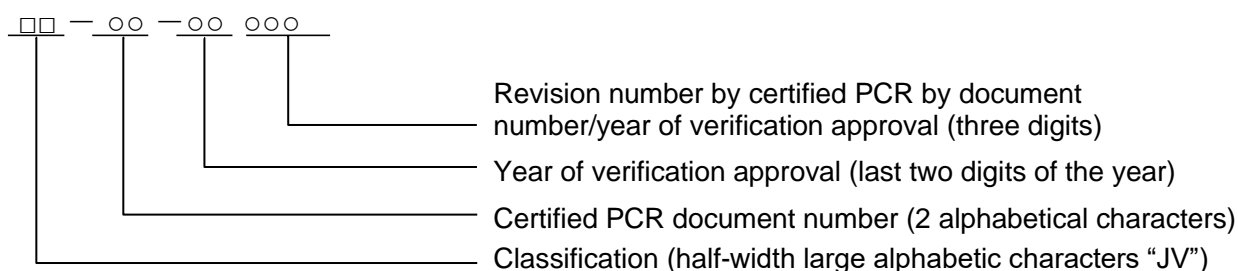 □□ — ○○ — ○○ ○○○
Revision number by certified PCR by document
number/year of verification approval (three digits)
Year of verification approval (last two digits of the year)
Certified PCR document number (2 alphabetical characters)
Classification (half-width large alphabetic characters “JV”)